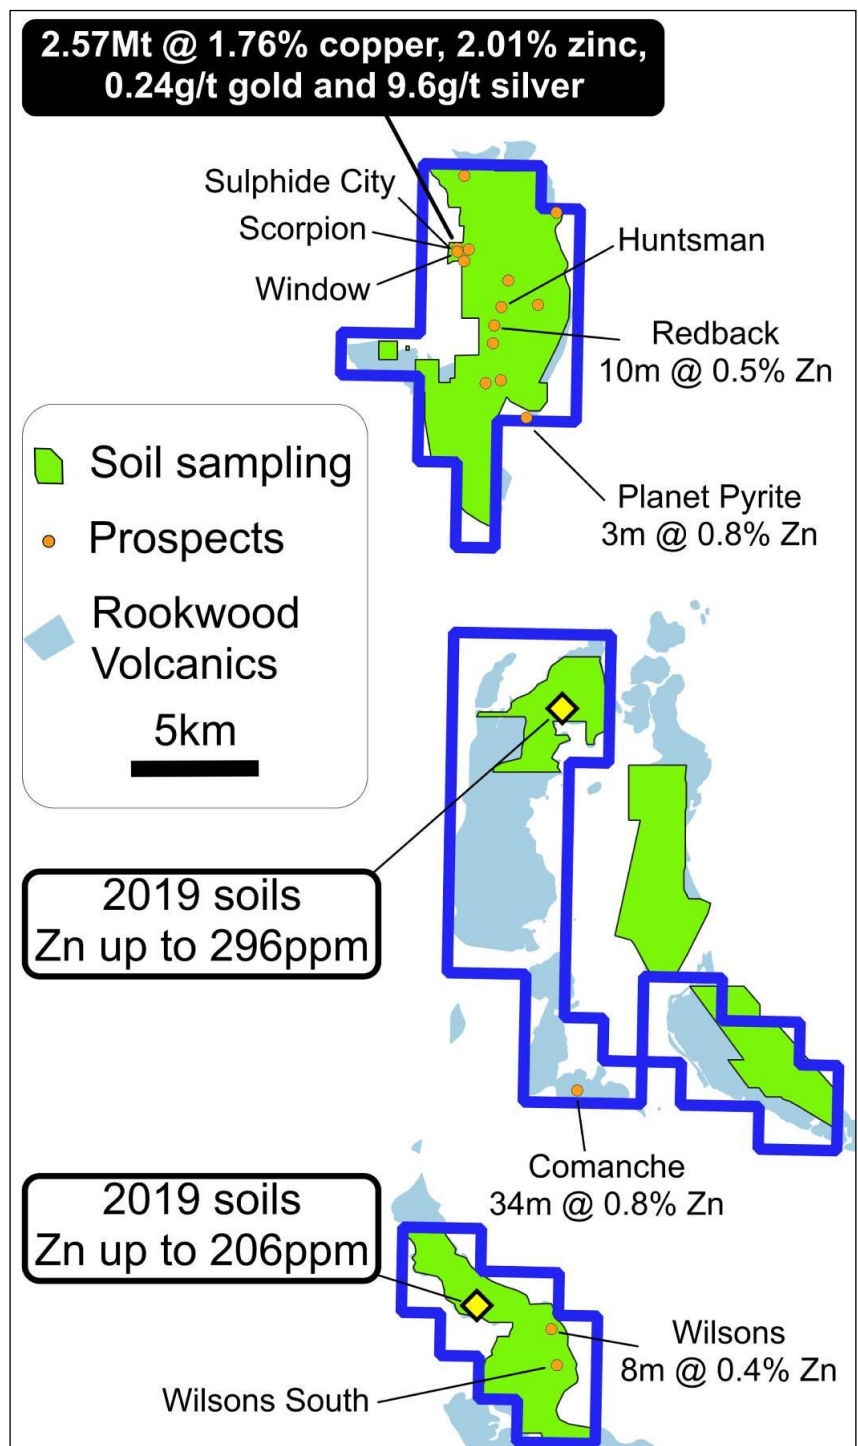 2.57Mt @ 1.76% copper, 2.01% zinc,
0.24g/t gold and 9.6g/t silver
Sulphide City
Scorpion
Window
Huntsman
Redback
10m @ 0.5% Zn
Planet Pyrite
3m @ 0.8% Zn
Soil sampling
Prospects
Rookwood
Volcanics
5km
2019 soils
Zn up to 296ppm
Comanche
34m @ 0.8% Zn
2019 soils
Zn up to 206ppm
Wilsons
8m @ 0.4% Zn
Wilsons South